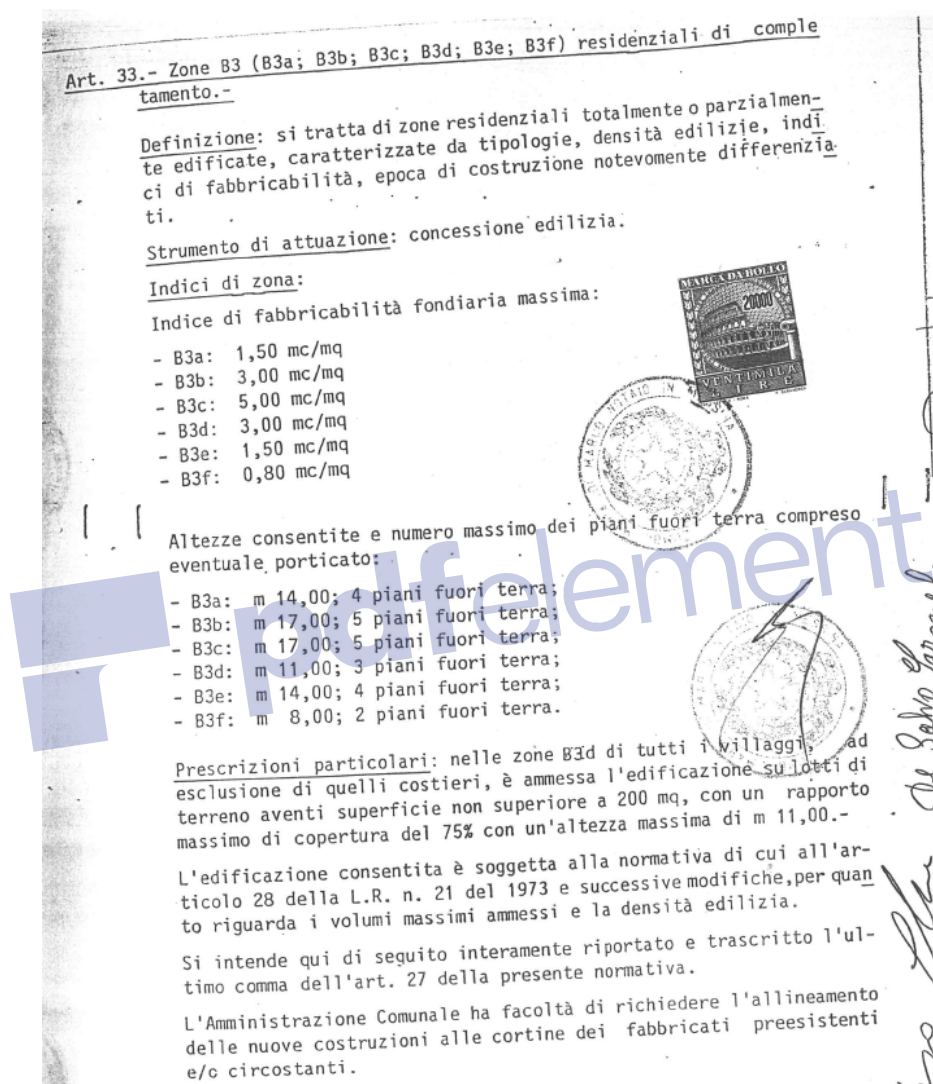 Art. 33.- Zone B3 (B3a; B3b; B3c; B3d; B3e; B3f) residenziali di comple
tamento.-
Definizione: si tratta di zone residenziali totalmente o parzialmen-
te edificate, caratterizzate da tipologie, densità edilizie, indi
ci di fabbricabilità, epoca di costruzione notevomente differenzia
ti.
Strumento di attuazione: concessione edilizia.
Indici di zona:
Indice di fabbricabilità fondiaria massima:
- B3a: 1,50 mc/mq
- B3b: 3,00 mc/mq
- B3c: 5,00 mc/mq
- B3d: 3,00 mc/mq
- B3e: 1,50 mc/mq
- B3f: 0,80 mc/mq
MARCA DA BOLLO
20000
VENTIMILA
LIRE
NOTAIO IN
Altezze consentite e numero massimo dei piani fuori terra compreso
eventuale porticato:
- B3a: m 14,00; 4 piani fuori terra;
- B3b: m 17,00; 5 piani fuori terra;
- B3c: m 17,00; 5 piani fuori terra;
- B3d: m 11,00; 3 piani fuori terra;
- B3e: m 14,00; 4 piani fuori terra;
- B3f: m 8,00; 2 piani fuori terra.
pdfelement
Prescrizioni particolari: nelle zone B3d di tutti i villaggi, ad
esclusione di quelli costieri, è ammessa l'edificazione su lotti di
terreno aventi superficie non superiore a 200 mq, con un rapporto
massimo di copertura del 75% con un'altezza massima di m 11,00.-
L'edificazione consentita è soggetta alla normativa di cui all'ar-
ticolo 28 della L.R. n. 21 del 1973 e successive modifiche,per quan
to riguarda i volumi massimi ammessi e la densità edilizia.
Si intende qui di seguito interamente riportato e trascritto l'ul-
timo comma dell'art. 27 della presente normativa.
L'Amministrazione Comunale ha facoltà di richiedere l'allineamento
delle nuove costruzioni alle cortine dei fabbricati preesistenti
e/o circostanti.